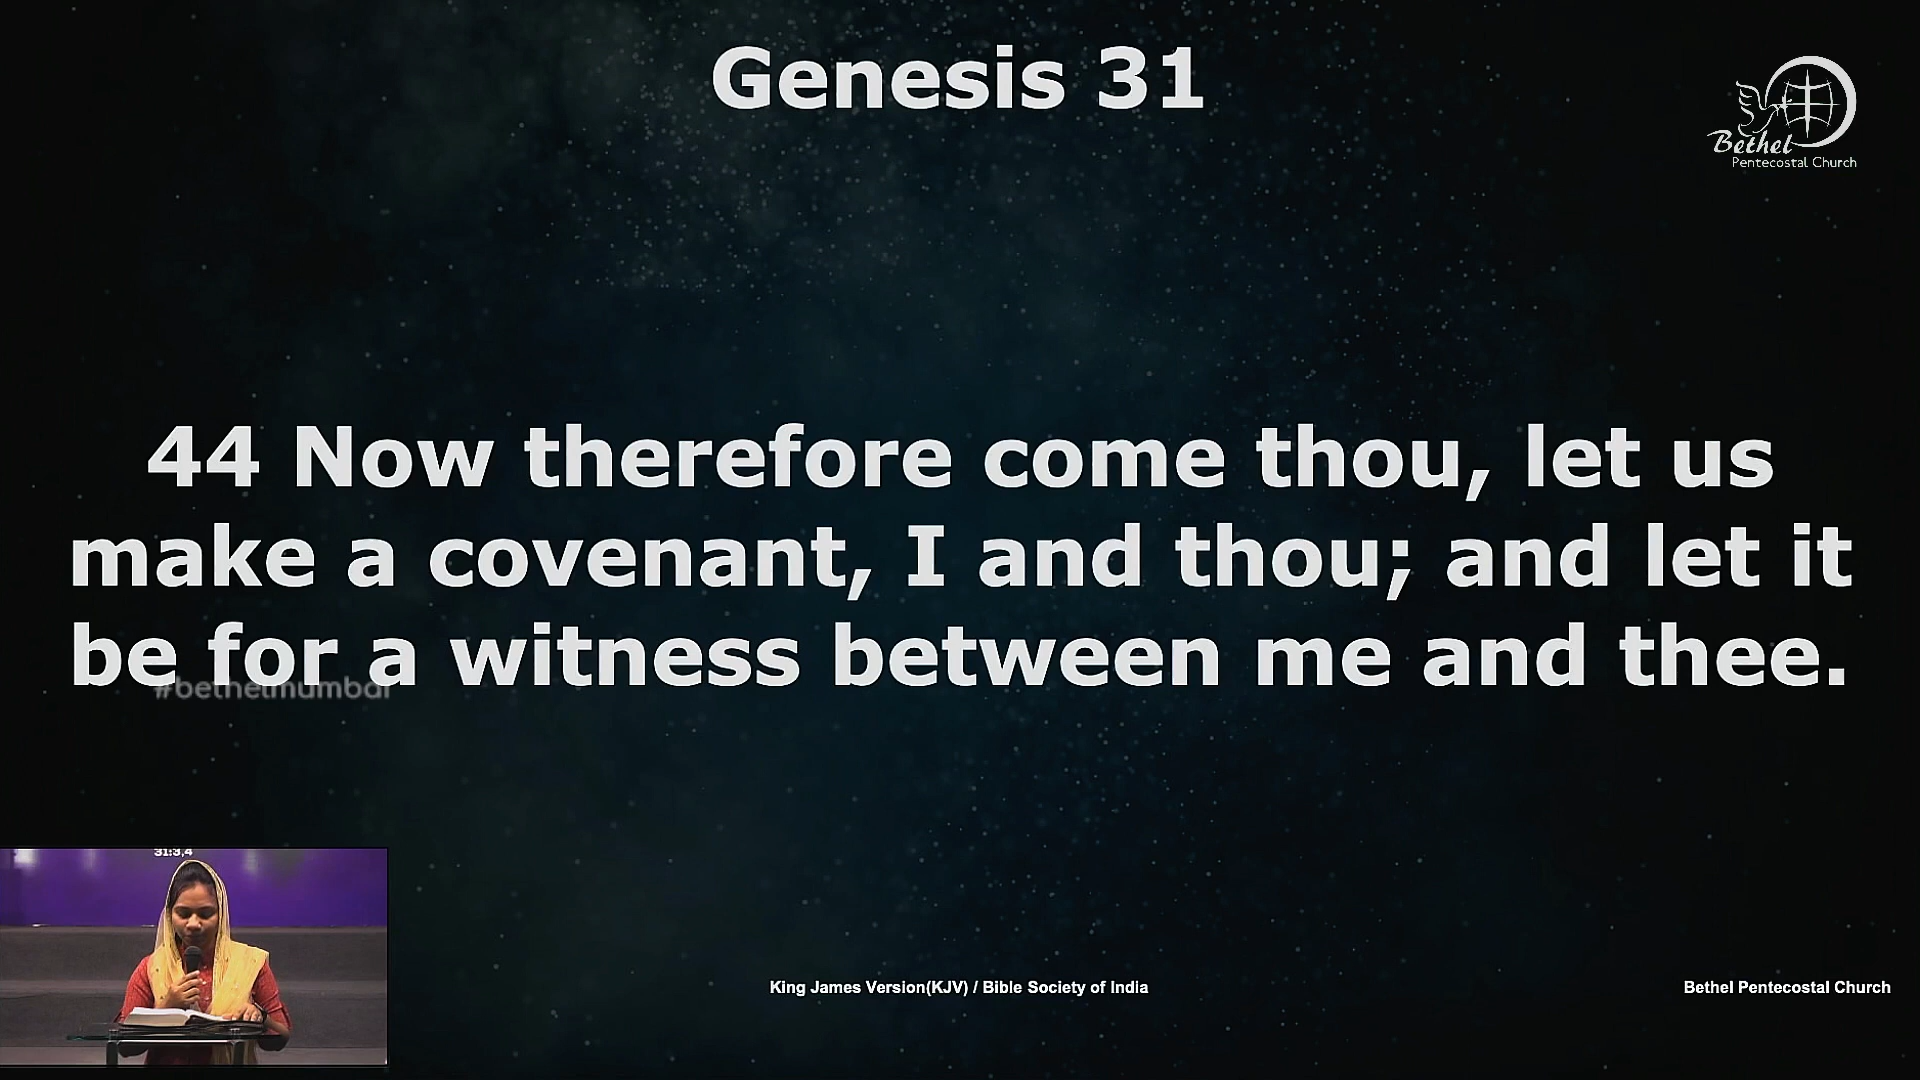 Genesis 31
Bethel
Pentecostal Church
44 Now therefore come thou, let us
make a covenant, I and thou; and let it
be for a witness between me and thee.
#bethelmumbai
31:3,4
King James Version(KJV) / Bible Society of India
Bethel Pentecostal Church